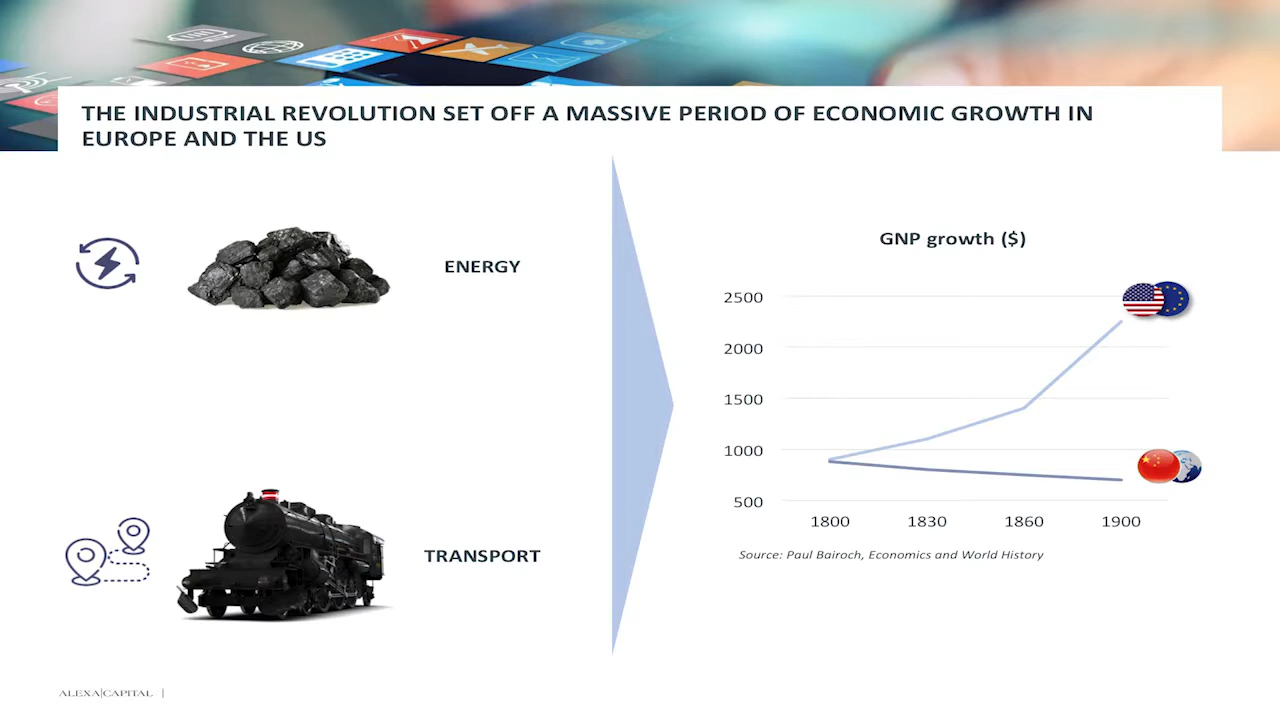 THE INDUSTRIAL REVOLUTION SET OFF A MASSIVE PERIOD OF ECONOMIC GROWTH IN
EUROPE AND THE US
ENERGY
TRANSPORT
GNP growth ($)
2500
2000
1500
1000
500
1800 1830 1860 1900
Source: Paul Bairoch, Economics and World History
ALEXA|CAPITAL |